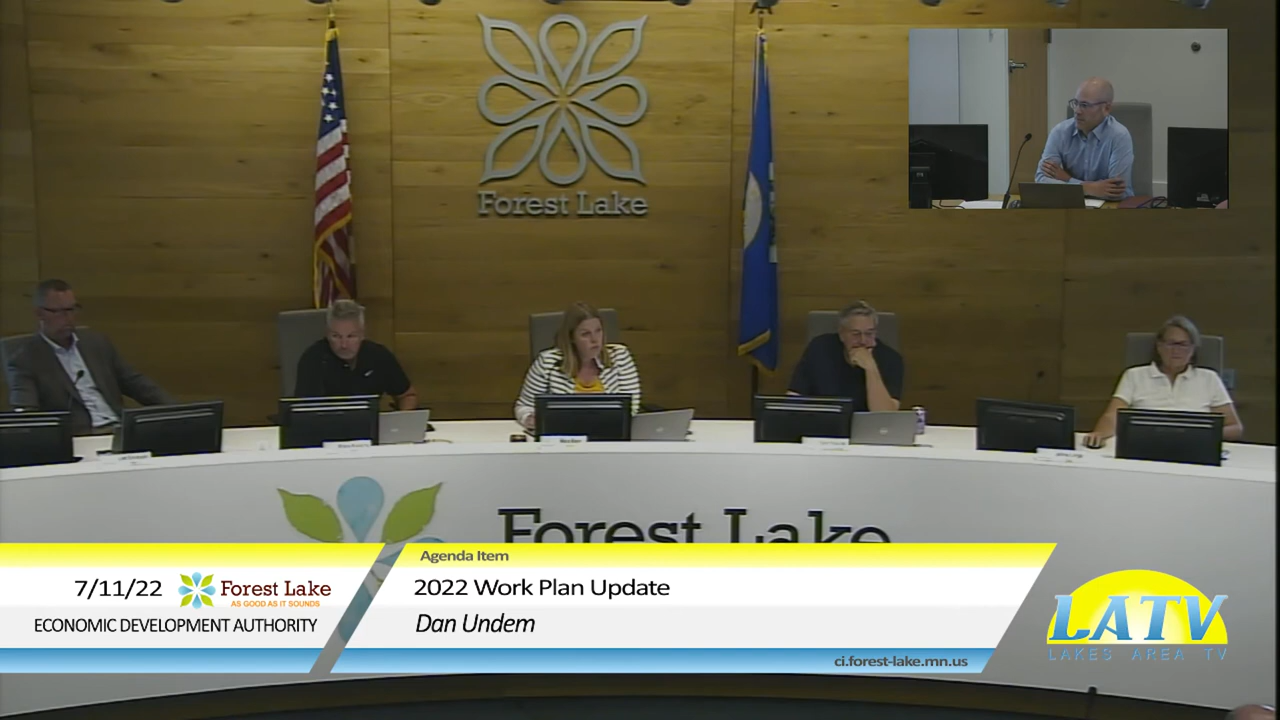 Forest Lake
Forest Lake
Agenda Item
7/11/22
Forest Lake
AS GOOD AS IT SOUNDS
2022 Work Plan Update
ECONOMIC DEVELOPMENT AUTHORITY
Dan Undem
ci.forest-lake.mn.us
LATV
LAKES AREA TV